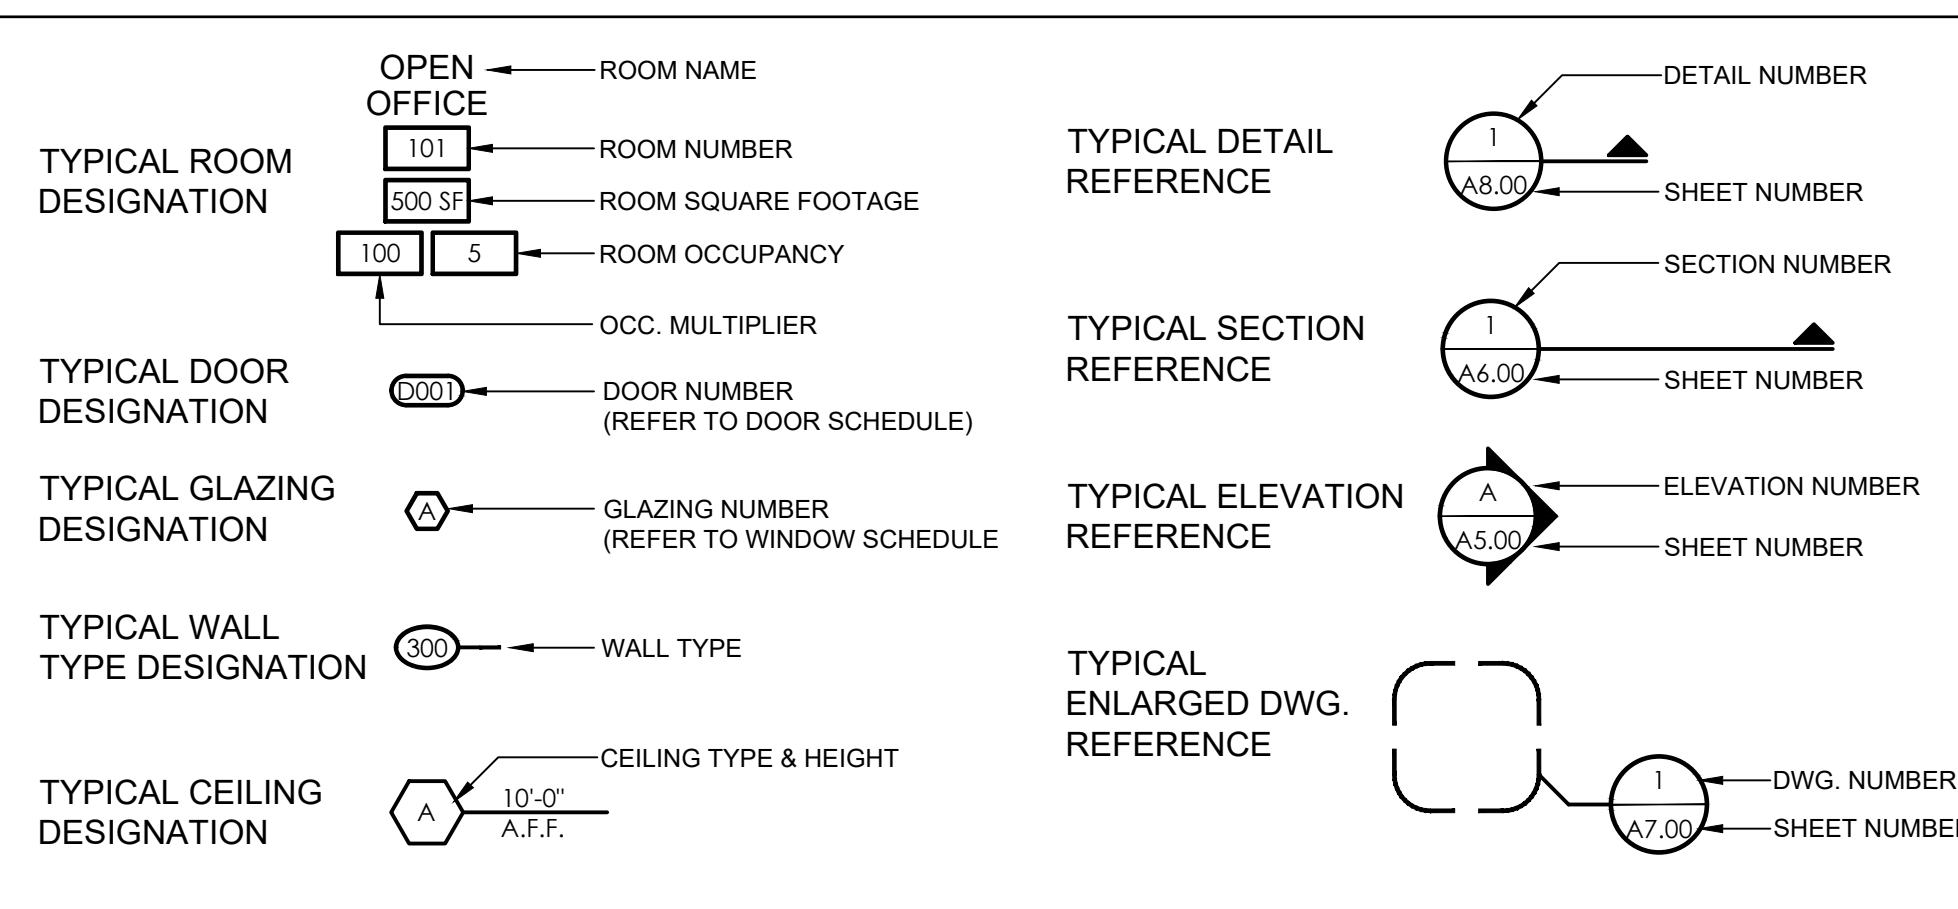 OPEN
OFFICE
ROOM NAME
TYPICAL ROOM
DESIGNATION
101
ROOM NUMBER
500 SF
ROOM SQUARE FOOTAGE
100
5
ROOM OCCUPANCY
OCC. MULTIPLIER
TYPICAL DOOR
DESIGNATION
D001
DOOR NUMBER
(REFER TO DOOR SCHEDULE)
TYPICAL GLAZING
DESIGNATION
A
GLAZING NUMBER
(REFER TO WINDOW SCHEDULE
TYPICAL WALL
TYPE DESIGNATION
300
WALL TYPE
TYPICAL CEILING
DESIGNATION
A
10'-0"
A.F.F.
CEILING TYPE & HEIGHT
TYPICAL DETAIL
REFERENCE
1
A8.00
DETAIL NUMBER
SHEET NUMBER
TYPICAL SECTION
REFERENCE
1
A6.00
SECTION NUMBER
SHEET NUMBER
TYPICAL ELEVATION
REFERENCE
A
A5.00
ELEVATION NUMBER
SHEET NUMBER
TYPICAL
ENLARGED DWG.
REFERENCE
1
A7.00
DWG. NUMBER
SHEET NUMBE